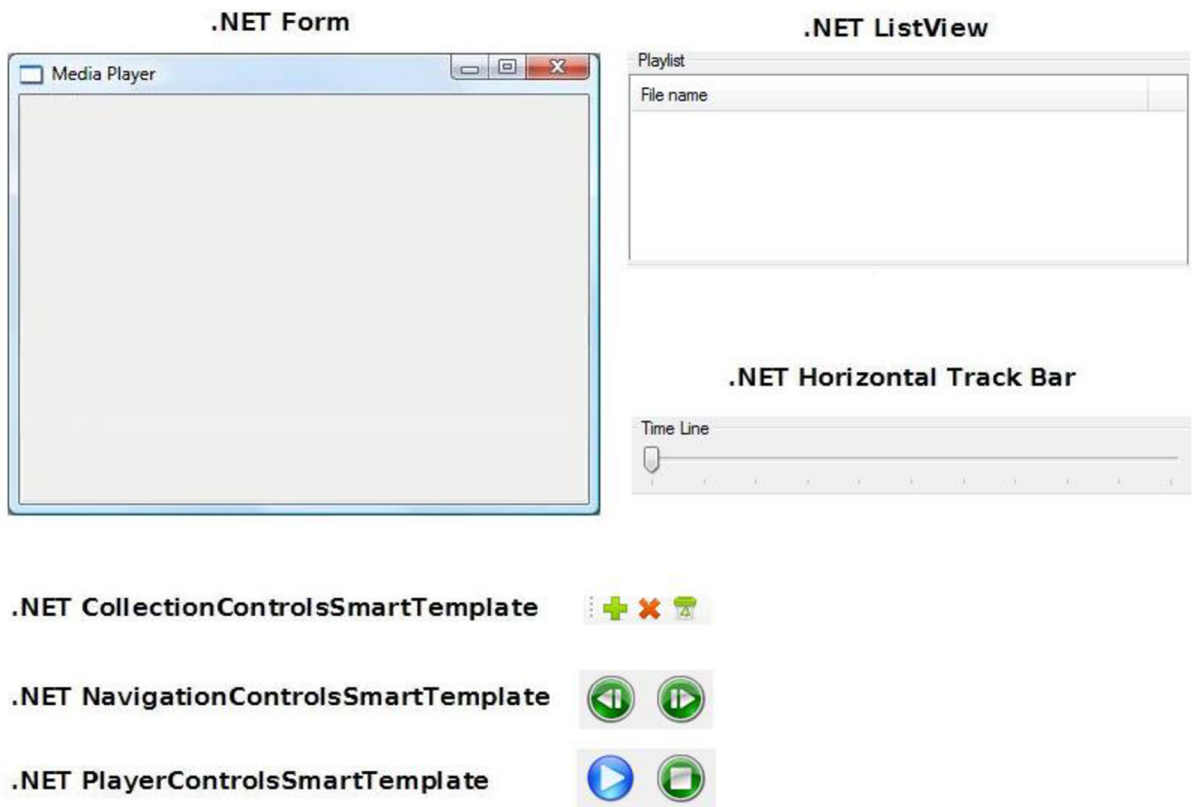 .NET Form
Media Player
.NET ListView
Playlist
File name
.NET Horizontal Track Bar
Time Line
.NET CollectionControlsSmartTemplate
.NET NavigationControlsSmartTemplate
.NET PlayerControlsSmartTemplate